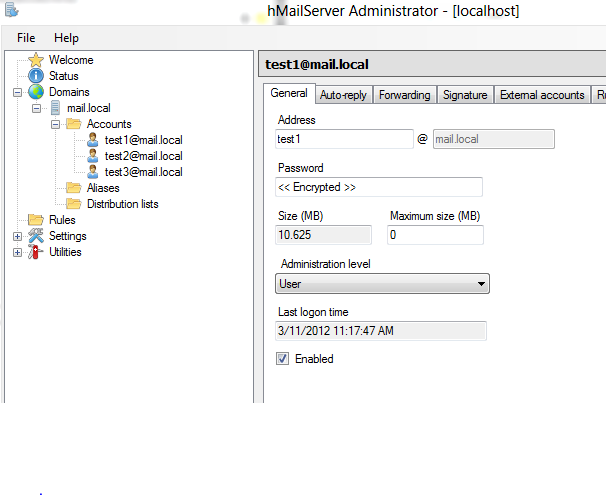 hMailServer Administrator - [localhost]
File Help
Welcome
Status
Domains
mail.local
Accounts
test1@mail.local
test2@mail.local
test3@mail.local
Aliases
Distribution lists
Rules
Settings
Utilities
test1@mail.local
General Auto-reply Forwarding Signature External accounts
Address
test1 @ mail.local
Password
<< Encrypted >>
Size (MB) Maximum size (MB)
10.625 0
Administration level
User
Last logon time
3/11/2012 11:17:47 AM
Enabled